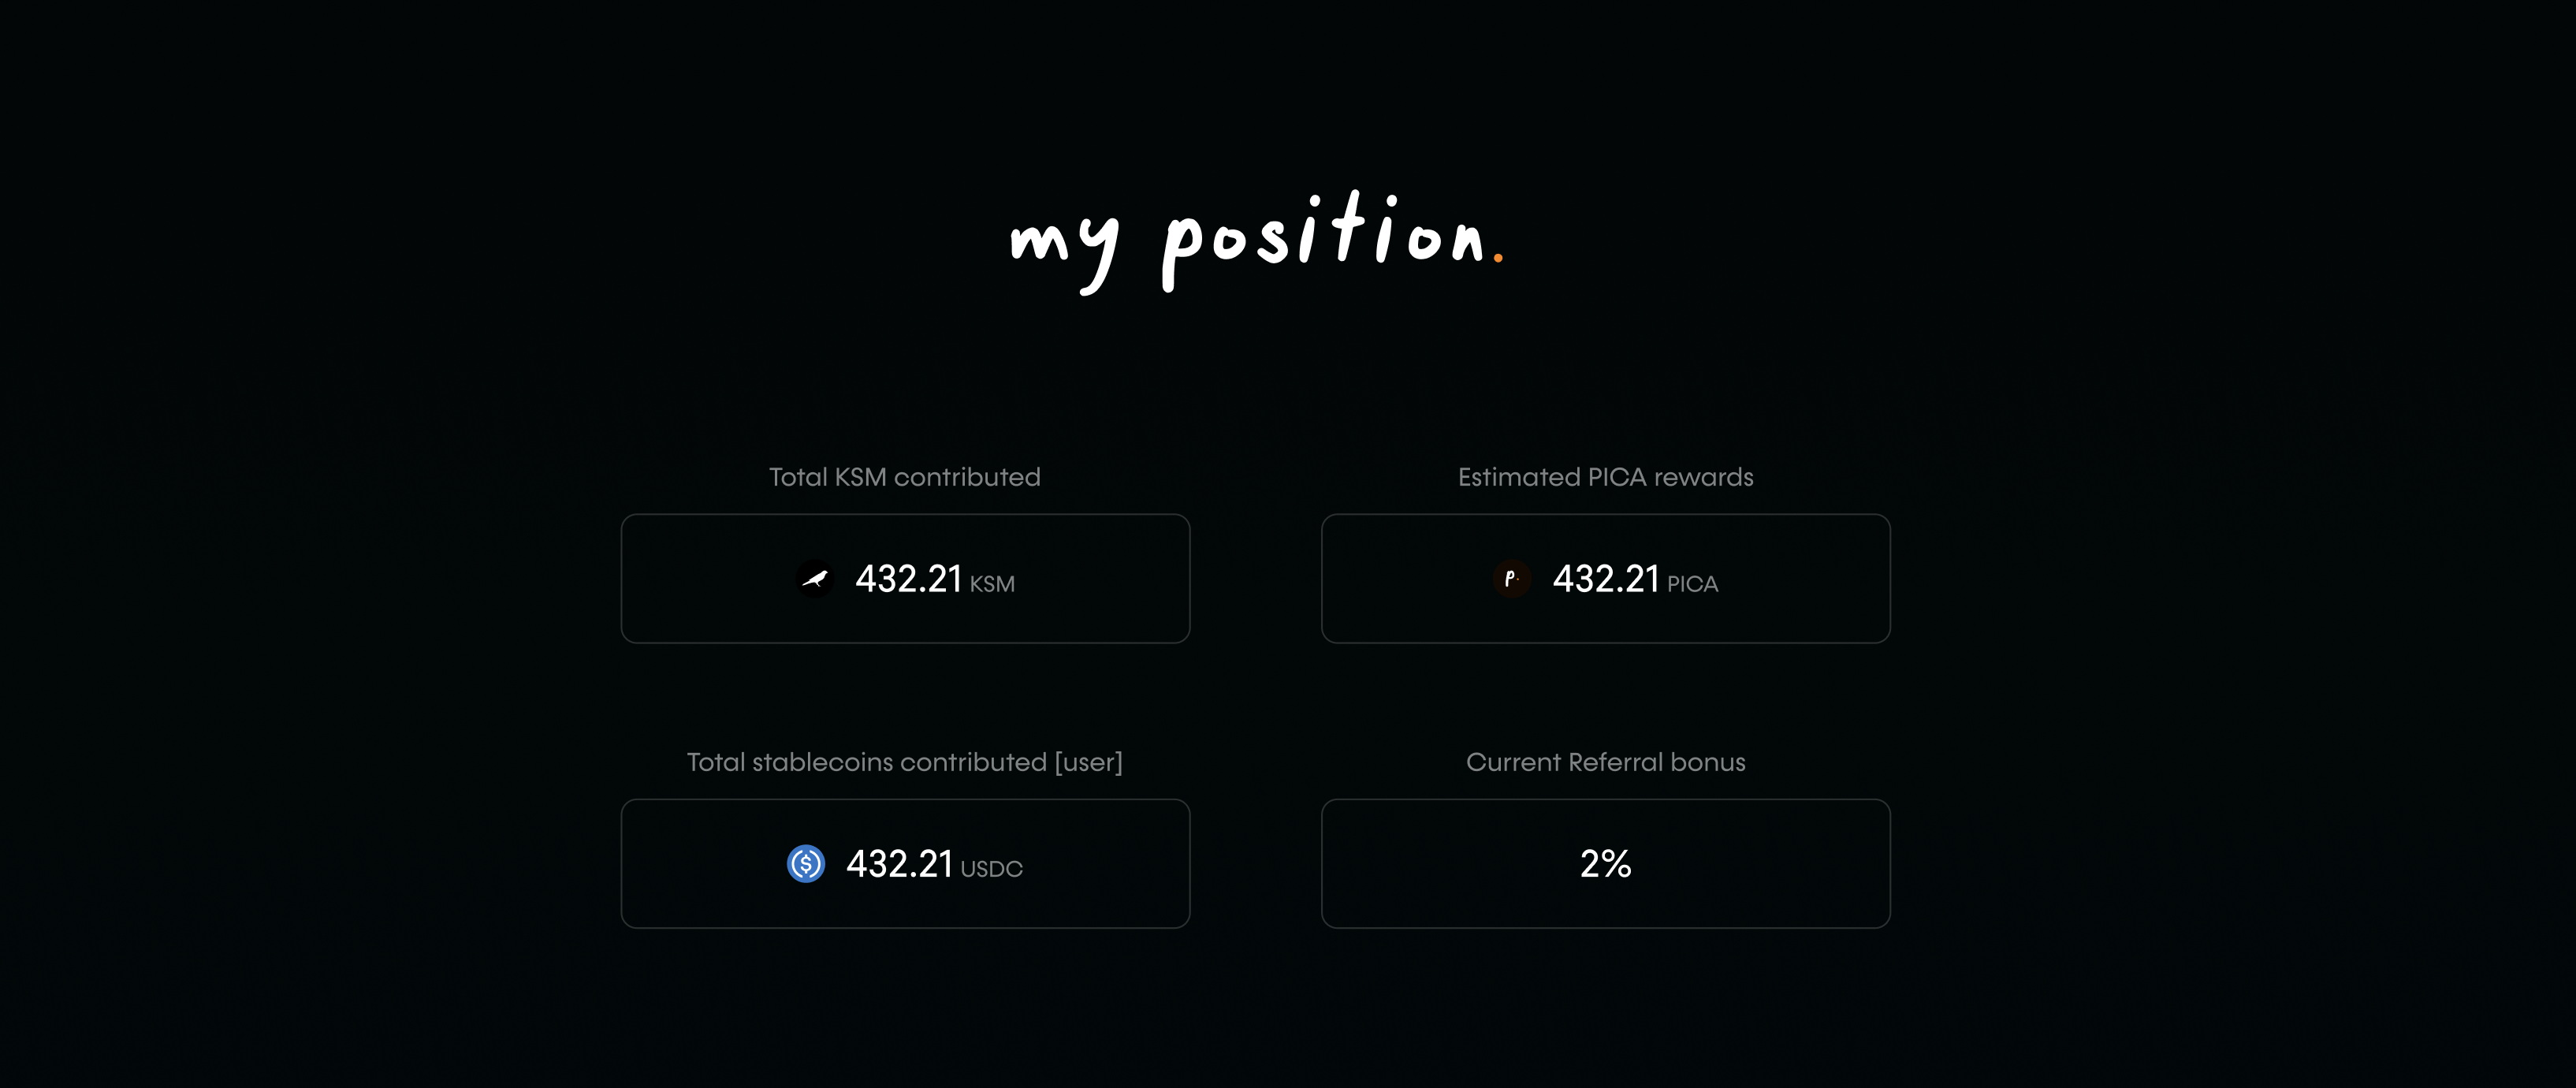 my position.
Total KSM contributed
Estimated PICA rewards
432.21 KSM
p. 432.21 PICA
Total stablecoins contributed [user]
Current Referral bonus
$ 432.21 USDC
2%